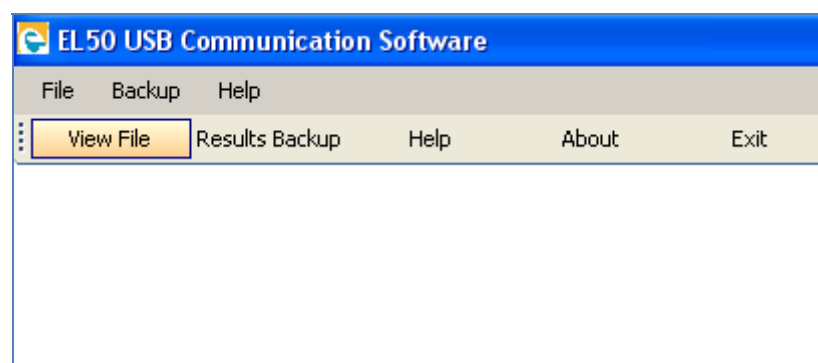 EL50 USB Communication Software
File Backup Help
View File Results Backup Help About Exit